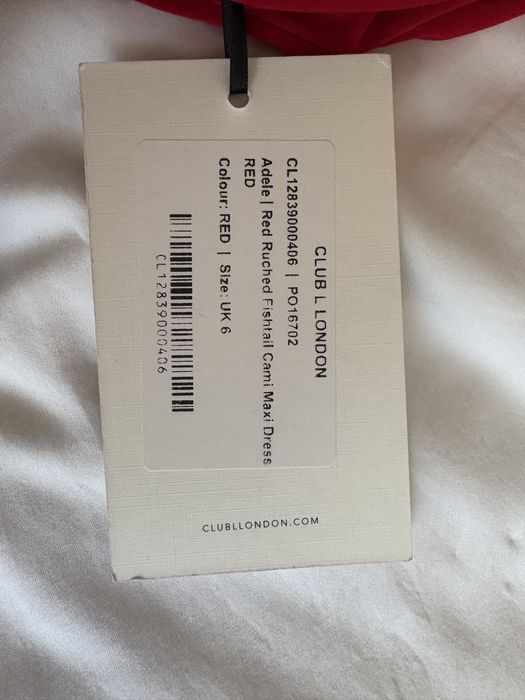 CLUB L LONDON
CL12839000406 | PO16702
Adele | Red Ruched Fishtail Cami Maxi Dress
RED
Colour: RED | Size: UK 6
CL12839000406
CLUBLLONDON.COM